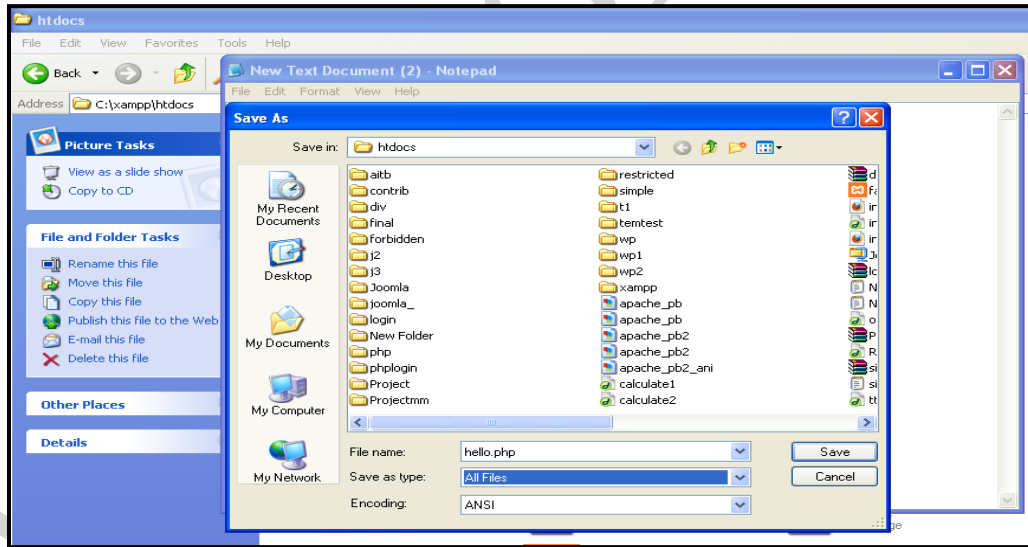 htdocs
File Edit View Favorites Tools Help
Back
Address C:\xampp\htdocs
Picture Tasks
View as a slide show
Copy to CD
File and Folder Tasks
Rename this file
Move this file
Copy this file
Publish this file to the Web
E-mail this file
Delete this file
Other Places
Details
New Text Document (2) - Notepad
File Edit Format View Help
Save As
Save in: htdocs
My Recent
Documents
Desktop
My Documents
My Computer
My Network
aitb
contrib
div
final
forbidden
j2
j3
Joomla
joomla_
login
New Folder
php
phplogin
Project
Projectmm
restricted
simple
t1
temtest
wp
wp1
wp2
xampp
apache_pb
apache_pb
apache_pb2
apache_pb2
apache_pb2_ani
calculate1
calculate2
File name: hello.php
Save
Save as type: All Files
Cancel
Encoding: ANSI